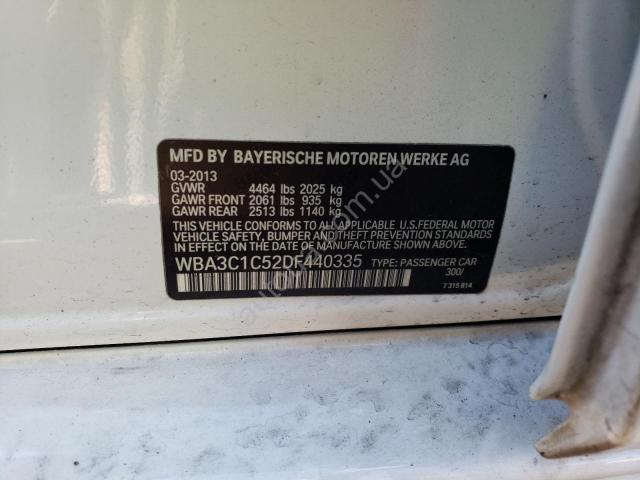 MFD BY BAYERISCHE MOTOREN WERKE AG
03-2013
GVWR 4464 lbs 2025 kg
GAWR FRONT 2061 lbs 935 kg
GAWR REAR 2513 lbs 1140 kg
THIS VEHICLE CONFORMS TO ALL APPLICABLE U.S.FEDERAL MOTOR
VEHICLE SAFETY, BUMPER, AND THEFT PREVENTION STANDARDS
IN EFFECT ON THE DATE OF MANUFACTURE SHOWN ABOVE.
WBA3C1C52DF440335 TYPE: PASSENGER CAR
300/
7 315 814